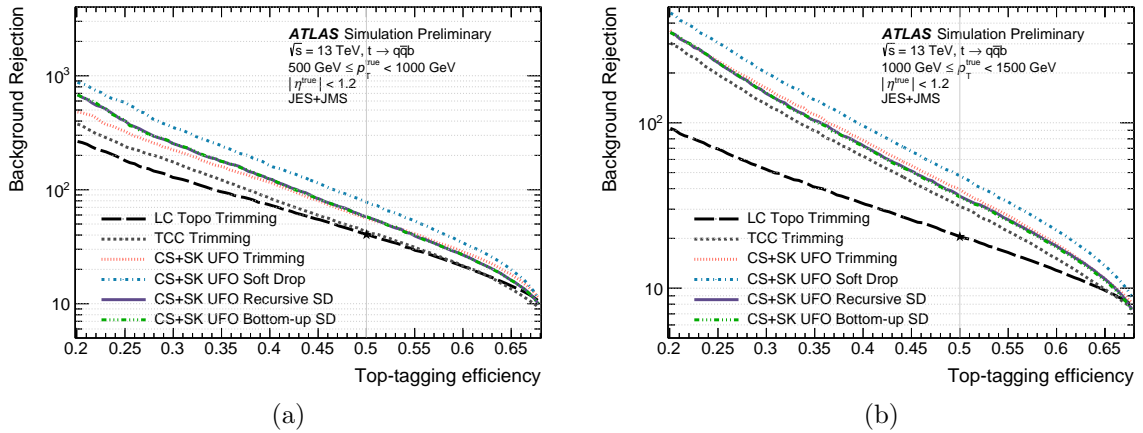 Background Rejection
10³
10²
10
ATLAS Simulation Preliminary
√s = 13 TeV, t → qq̅b
500 GeV ≤ p_T^true < 1000 GeV
| η^true | < 1.2
JES+JMS
LC Topo Trimming
TCC Trimming
CS+SK UFO Trimming
CS+SK UFO Soft Drop
CS+SK UFO Recursive SD
CS+SK UFO Bottom-up SD
0.2 0.25 0.3 0.35 0.4 0.45 0.5 0.55 0.6 0.65
Top-tagging efficiency
(a)
Background Rejection
10²
10
ATLAS Simulation Preliminary
√s = 13 TeV, t → qq̅b
1000 GeV ≤ p_T^true < 1500 GeV
| η^true | < 1.2
JES+JMS
LC Topo Trimming
TCC Trimming
CS+SK UFO Trimming
CS+SK UFO Soft Drop
CS+SK UFO Recursive SD
CS+SK UFO Bottom-up SD
0.2 0.25 0.3 0.35 0.4 0.45 0.5 0.55 0.6 0.65
Top-tagging efficiency
(b)